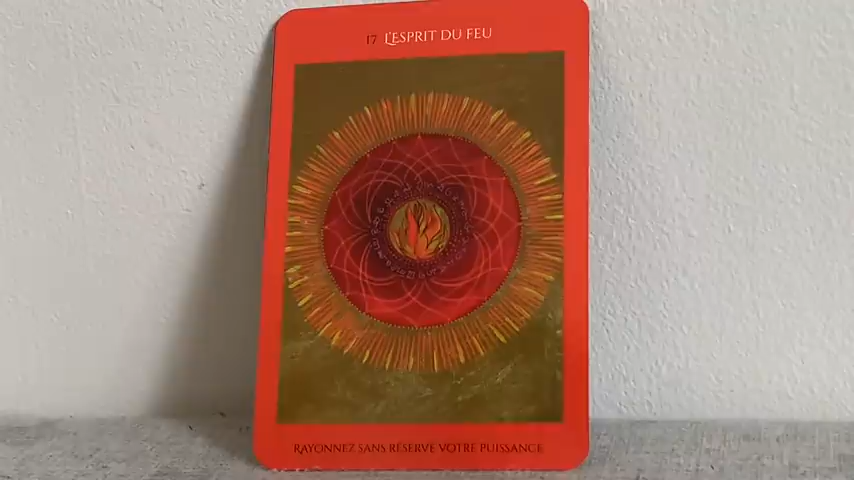 17 L'ESPRIT DU FEU
RAYONNEZ SANS RÉSERVE VOTRE PUISSANCE